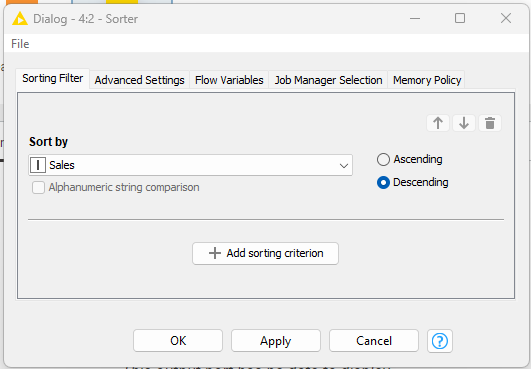 Dialog - 4:2 - Sorter
File
Sorting Filter Advanced Settings Flow Variables Job Manager Selection Memory Policy
Sort by
I Sales
Ascending
Alphanumeric string comparison
Descending
Add sorting criterion
OK Apply Cancel ?